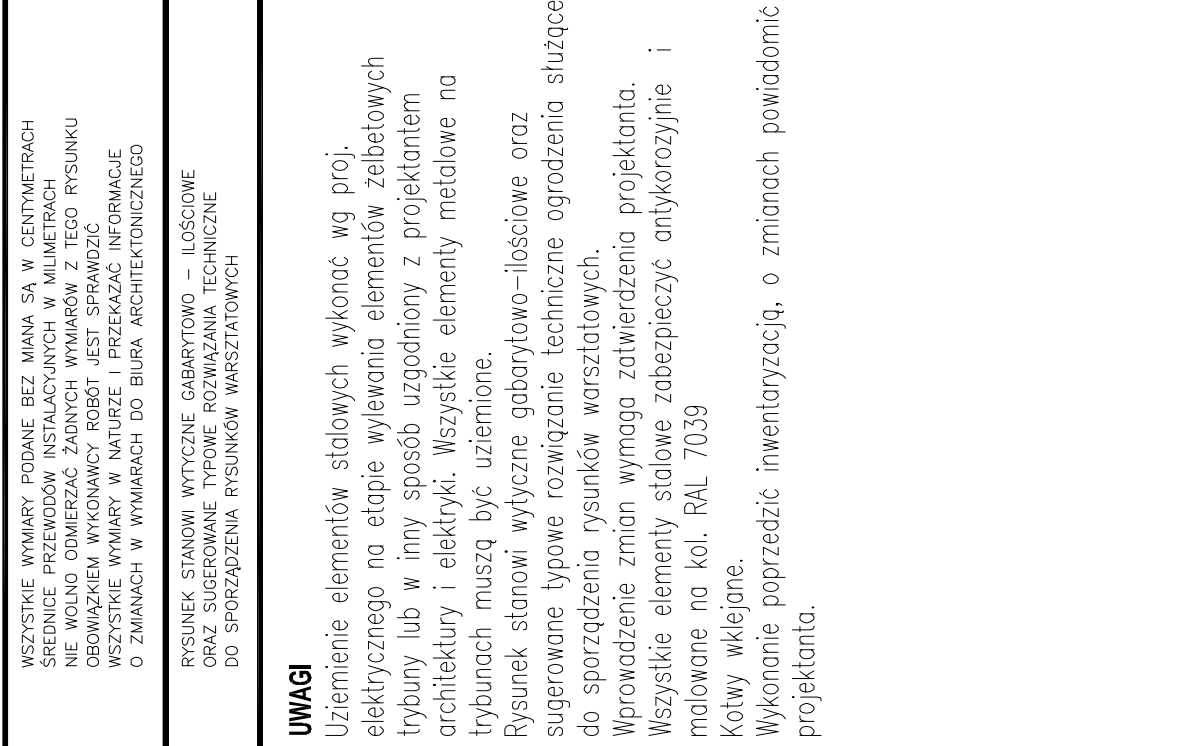 WSZYSTKIE WYMIARY PODANE BEZ MIANA SĄ W CENTYMETRACH
ŚREDNICE PRZEWODÓW INSTALACYJNYCH W MILIMETRACH
NIE WOLNO ODMIERZAĆ ŻADNYCH WYMIARÓW Z TEGO RYSUNKU
OBOWIĄZKIEM WYKONAWCY ROBÓT JEST SPRAWDZIĆ
WSZYSTKIE WYMIARY W NATURZE I PRZEKAZAĆ INFORMACJE
O ZMIANACH W WYMIARACH DO BIURA ARCHITEKTONICZNEGO
RYSUNEK STANOWI WYTYCZNE GABARYTOWO – ILOŚCIOWE
ORAZ SUGEROWANE TYPOWE ROZWIĄZANIA TECHNICZNE
DO SPORZĄDZENIA RYSUNKÓW WARSZTATOWYCH
UWAGI
Uziemienie elementów stalowych wykonać wg proj.
elektrycznego na etapie wylewania elementów żelbetowych
trybuny lub w inny sposób uzgodniony z projektantem
architektury i elektryki. Wszystkie elementy metalowe na
trybunach muszą być uziemione.
Rysunek stanowi wytyczne gabarytowo–ilościowe oraz
sugerowane typowe rozwiązanie techniczne ogrodzenia służące
do sporządzenia rysunków warsztatowych.
Wprowadzenie zmian wymaga zatwierdzenia projektanta.
Wszystkie elementy stalowe zabezpieczyć antykorozyjnie i
malowane na kol. RAL 7039
Kotwy wklejane.
Wykonanie poprzedzić inwentaryzacją, o zmianach powiadomić
projektanta.